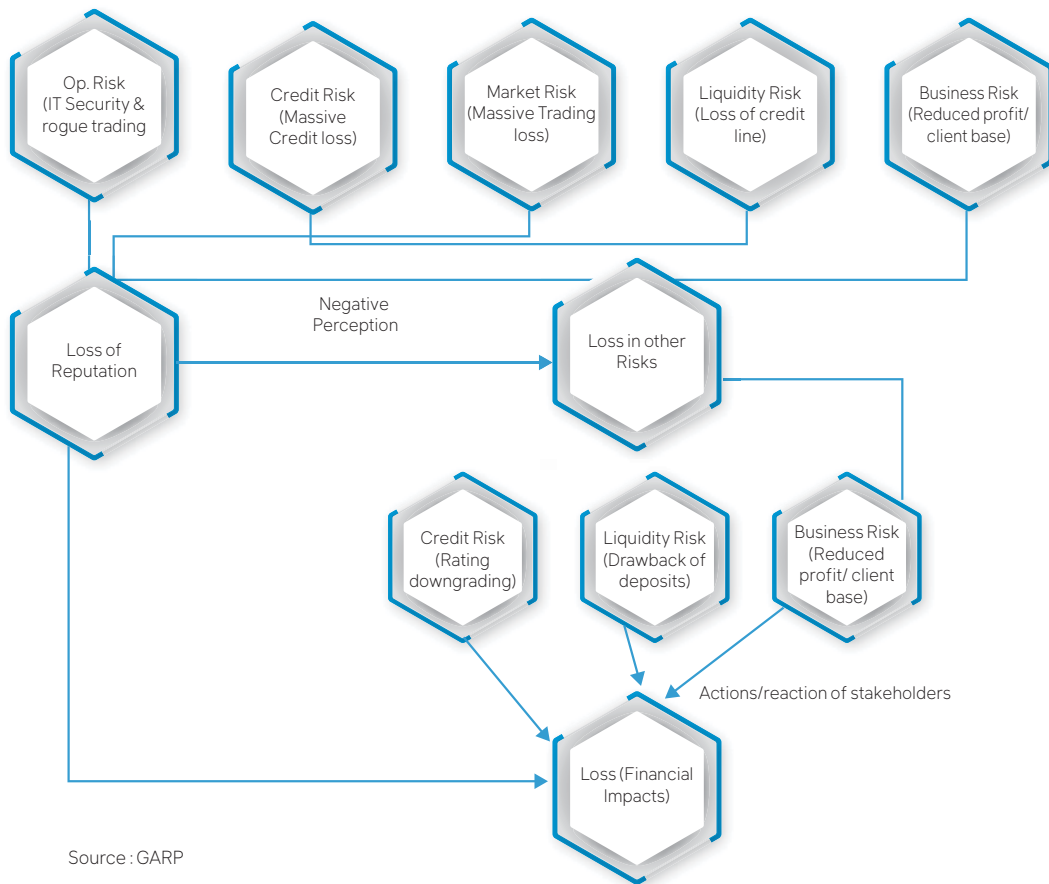 Op. Risk
(IT Security &
rogue trading
Credit Risk
(Massive
Credit loss)
Market Risk
(Massive Trading
loss)
Liquidity Risk
(Loss of credit
line)
Business Risk
(Reduced profit/
client base)
Loss of
Reputation
Negative
Perception
Loss in other
Risks
Credit Risk
(Rating
downgrading)
Liquidity Risk
(Drawback of
deposits)
Business Risk
(Reduced
profit/ client
base)
Actions/reaction of stakeholders
Loss (Financial
Impacts)
Source : GARP